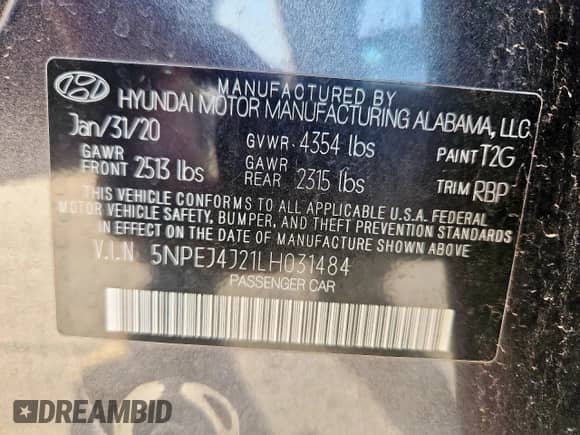 MANUFACTURED BY
HYUNDAI MOTOR MANUFACTURING ALABAMA, LLC
Jan/31/20 GVWR 4354 lbs PAINT T2G
GAWR FRONT 2513 lbs GAWR REAR 2315 lbs TRIM RBP
THIS VEHICLE CONFORMS TO ALL APPLICABLE U.S.A. FEDERAL
MOTOR VEHICLE SAFETY, BUMPER, AND THEFT PREVENTION STANDARDS
IN EFFECT ON THE DATE OF MANUFACTURE SHOWN ABOVE.
V.I.N 5NPEJ4J21LH031484
PASSENGER CAR
DREAMBID